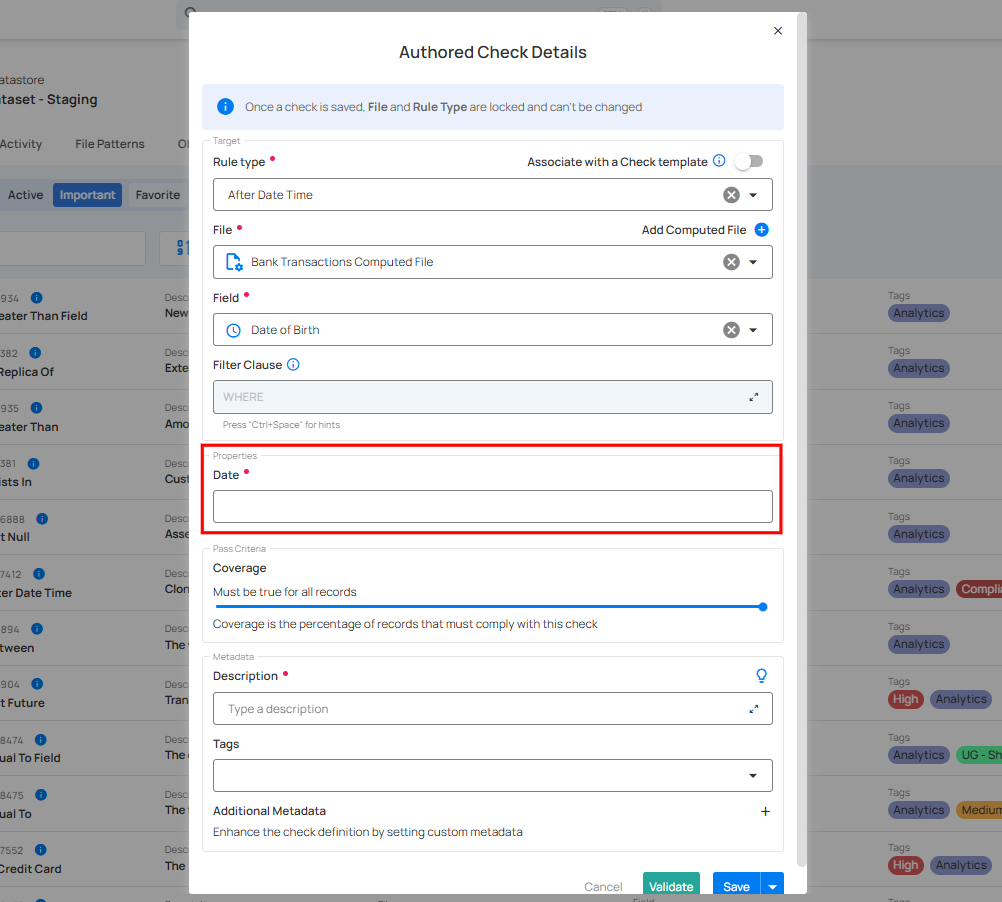 Authored Check Details
Once a check is saved, File and Rule Type are locked and can't be changed
Target
Rule type
Associate with a Check template
After Date Time
File
Add Computed File
Bank Transactions Computed File
Field
Date of Birth
Filter Clause
WHERE
Press "Ctrl+Space" for hints
Properties
Date
Pass Criteria
Coverage
Must be true for all records
Coverage is the percentage of records that must comply with this check
Metadata
Description
Type a description
Tags
Additional Metadata
Enhance the check definition by setting custom metadata
Cancel
Validate
Save
atastore
taset - Staging
Activity
File Patterns
Active
Important
Favorite
934
eater Than Field
Desc
New
Tags
Analytics
382
Replica Of
Desc
Exte
Tags
Analytics
935
eater Than
Desc
Amo
Tags
Analytics
381
ists In
Desc
Cust
Tags
Analytics
6888
t Null
Desc
Asse
Tags
Analytics
7412
ter Date Time
Desc
Clon
Tags
Analytics
Complia
894
tween
Desc
The
Tags
Analytics
904
t Future
Desc
Tran
Tags
High
Analytics
8474
ual To Field
Desc
The
Tags
Analytics
UG - Sh
8475
ual To
Desc
The
Tags
Analytics
Medium
7552
Credit Card
Desc
The
Tags
High
Analytics